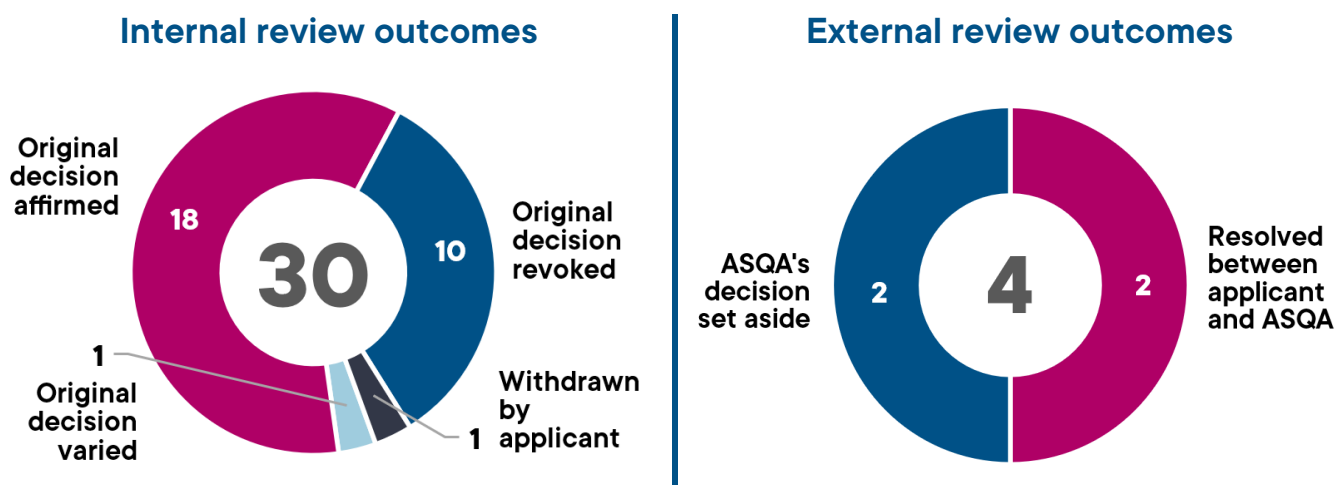 Internal review outcomes
Original
decision
affirmed
18
30
10
Original
decision
revoked
1
Original
decision
varied
1
Withdrawn
by
applicant
External review outcomes
ASQA's
decision
set aside
2
4
2
Resolved
between
applicant
and ASQA